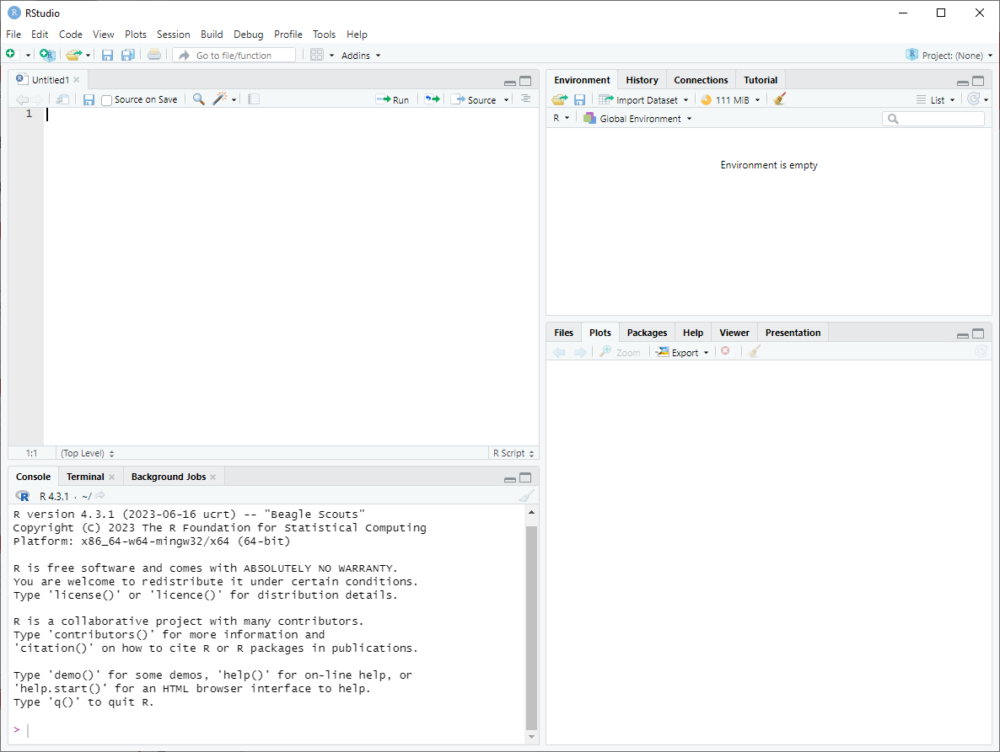 RStudio
File Edit Code View Plots Session Build Debug Profile Tools Help
Go to file/function Addins Project: (None)
Untitled1
Source on Save Run Source
1
1:1 (Top Level) R Script
Console Terminal Background Jobs
R 4.3.1 · ~/
R version 4.3.1 (2023-06-16 ucrt) -- "Beagle Scouts"
Copyright (C) 2023 The R Foundation for Statistical Computing
Platform: x86_64-w64-mingw32/x64 (64-bit)
R is free software and comes with ABSOLUTELY NO WARRANTY.
You are welcome to redistribute it under certain conditions.
Type 'license()' or 'licence()' for distribution details.
R is a collaborative project with many contributors.
Type 'contributors()' for more information and
'citation()' on how to cite R or R packages in publications.
Type 'demo()' for some demos, 'help()' for on-line help, or
'help.start()' for an HTML browser interface to help.
Type 'q()' to quit R.
>
Environment History Connections Tutorial
Import Dataset 111 MiB List
R Global Environment
Environment is empty
Files Plots Packages Help Viewer Presentation
Zoom Export